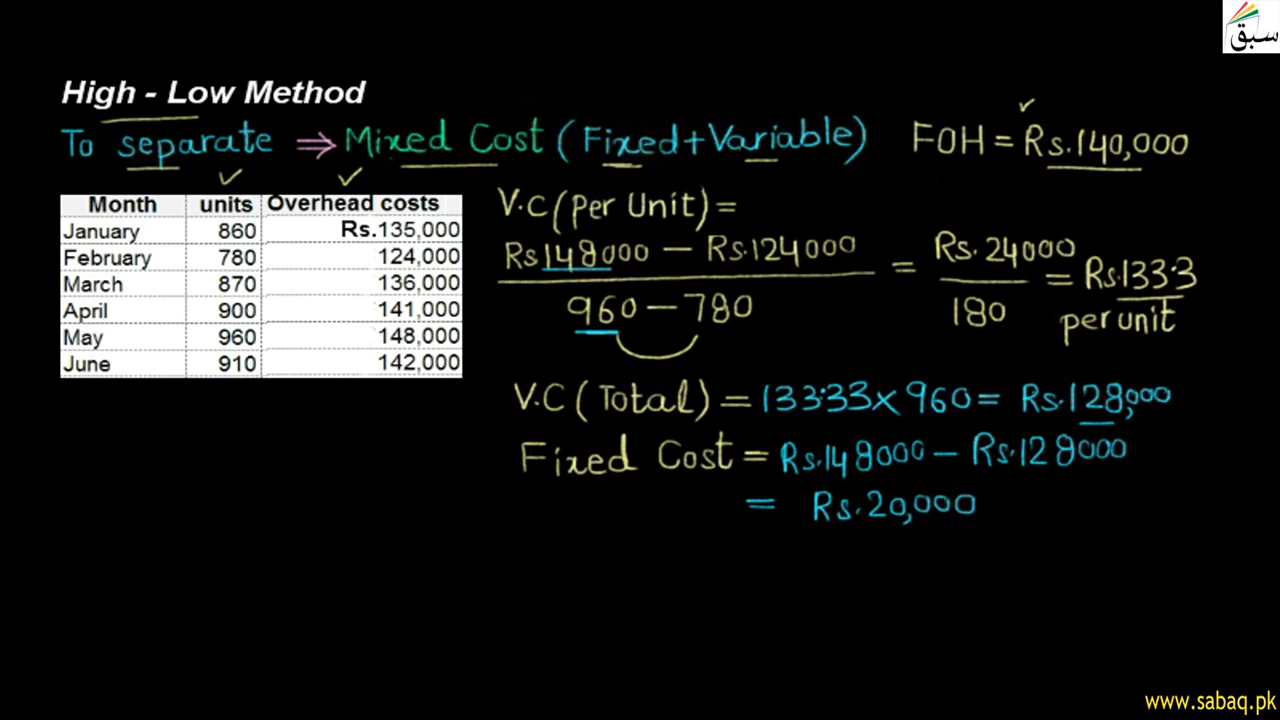 سبق
High - Low Method
To separate ⇒ Mixed Cost (Fixed+Variable) FOH = Rs.140,000
Month units Overhead costs
January 860 Rs.135,000
February 780 124,000
March 870 136,000
April 900 141,000
May 960 148,000
June 910 142,000
V.C (Per Unit) =
Rs 148000 − Rs.124000 = Rs. 24000 = Rs.133.3
960 − 780 180 per unit
V.C (Total) = 133.33 × 960 = Rs.128,000
Fixed Cost = Rs.148000 − Rs.128000
= Rs.20,000
www.sabaq.pk